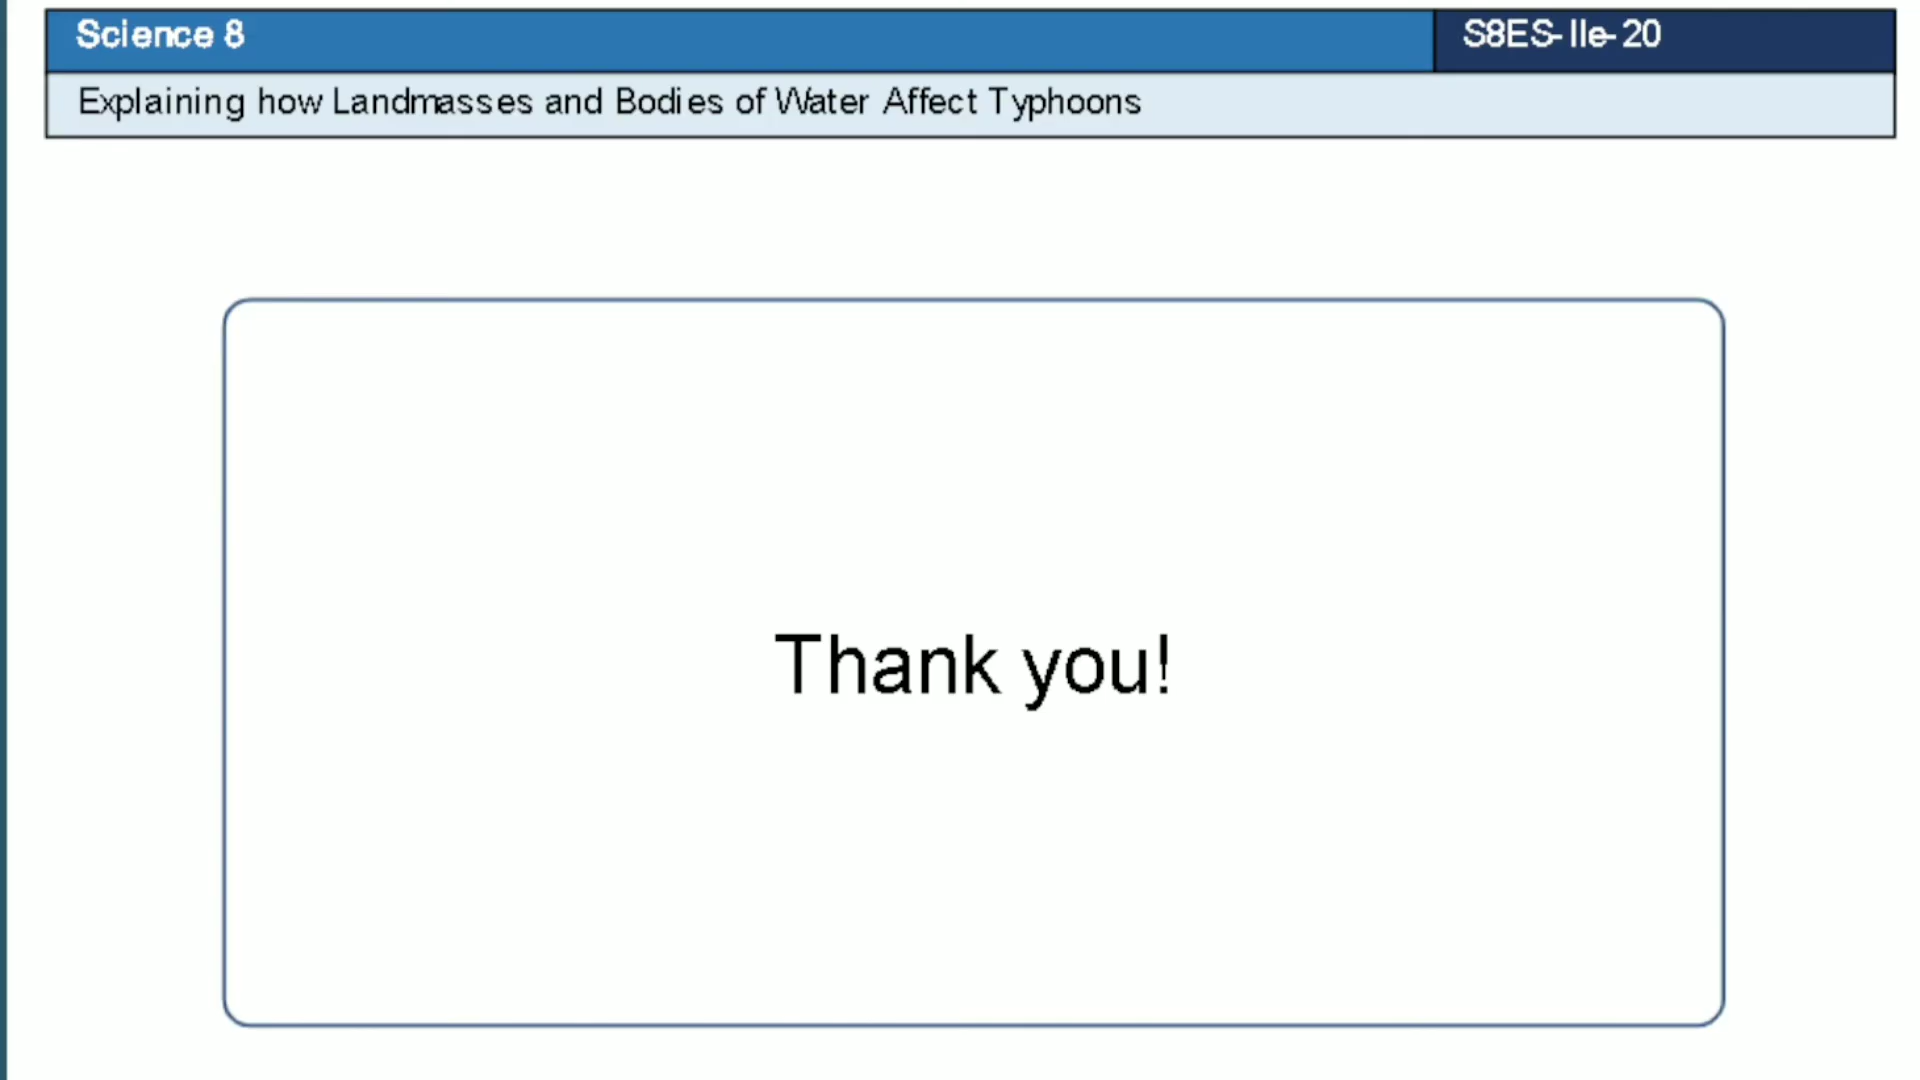 Science 8
S8ES-IIe-20
Explaining how Landmasses and Bodies of Water Affect Typhoons
Thank you!